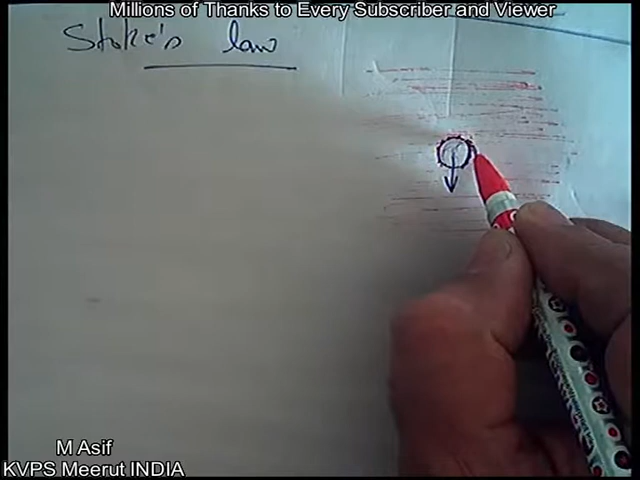 Millions of Thanks to Every Subscriber and Viewer
Stoke's law
M Asif
KVPS Meerut INDIA